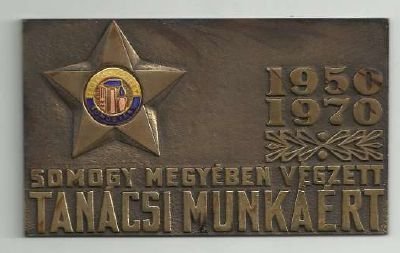 1950
1970
SOMOGY MEGYÉBEN VÉGZETT
TANÁCSI MUNKÁÉRT